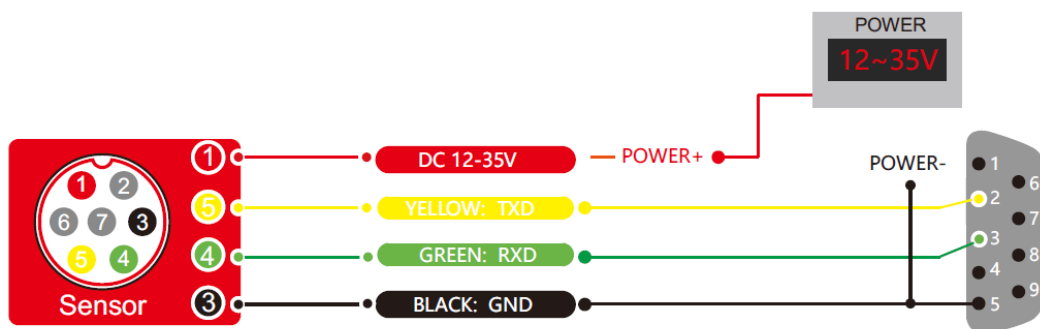 POWER
12~35V
1
DC 12-35V
POWER+
POWER-
1
6
1
2
5
YELLOW: TXD
2
7
6
7
3
4
GREEN: RXD
3
8
5
4
4
9
Sensor
3
BLACK: GND
5